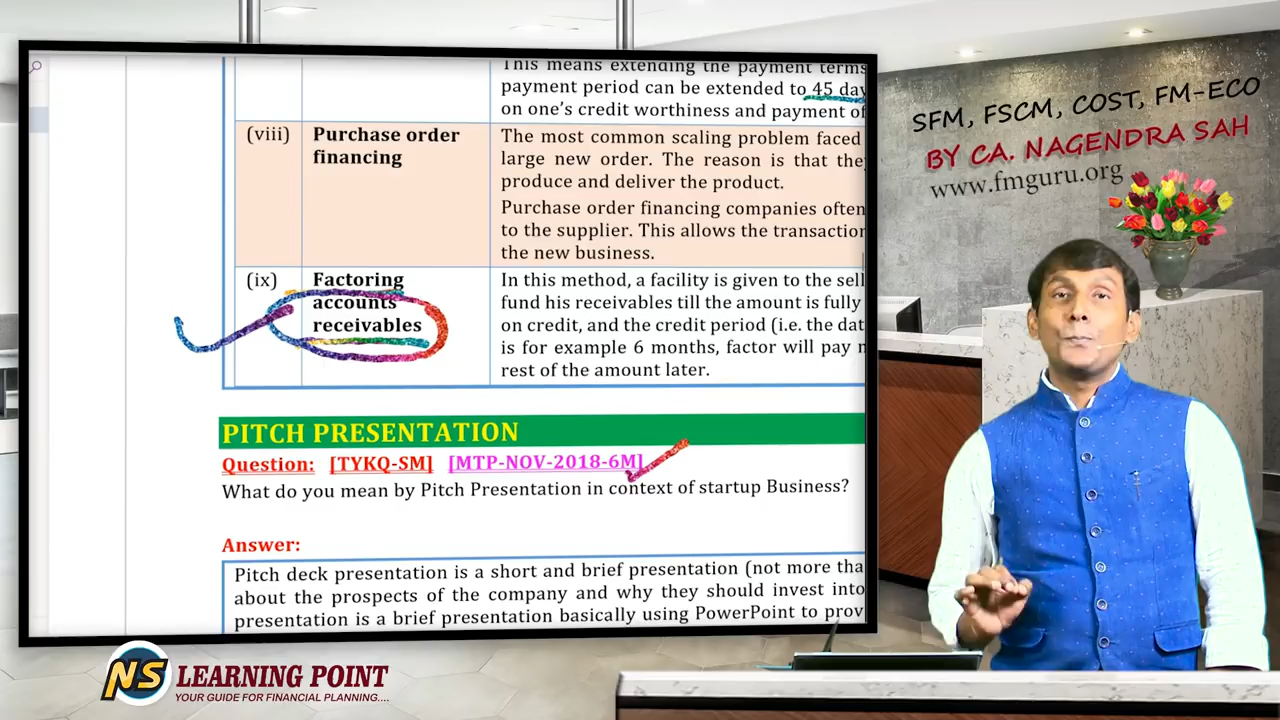 This means extending the payment terms
payment period can be extended to 45 day
on one's credit worthiness and payment of
(viii) Purchase order financing
The most common scaling problem faced
large new order. The reason is that they
produce and deliver the product.
Purchase order financing companies often
to the supplier. This allows the transaction
the new business.
(ix) Factoring accounts receivables
In this method, a facility is given to the sell
fund his receivables till the amount is fully
on credit, and the credit period (i.e. the dat
is for example 6 months, factor will pay
rest of the amount later.
PITCH PRESENTATION
Question: [TYKQ-SM] [MTP-NOV-2018-6M]
What do you mean by Pitch Presentation in context of startup Business?
Answer:
Pitch deck presentation is a short and brief presentation (not more tha
about the prospects of the company and why they should invest into
presentation is a brief presentation basically using PowerPoint to prov
SFM, FSCM, COST, FM-ECO
BY CA. NAGENDRA SAH
www.fmguru.org
NS LEARNING POINT
YOUR GUIDE FOR FINANCIAL PLANNING....